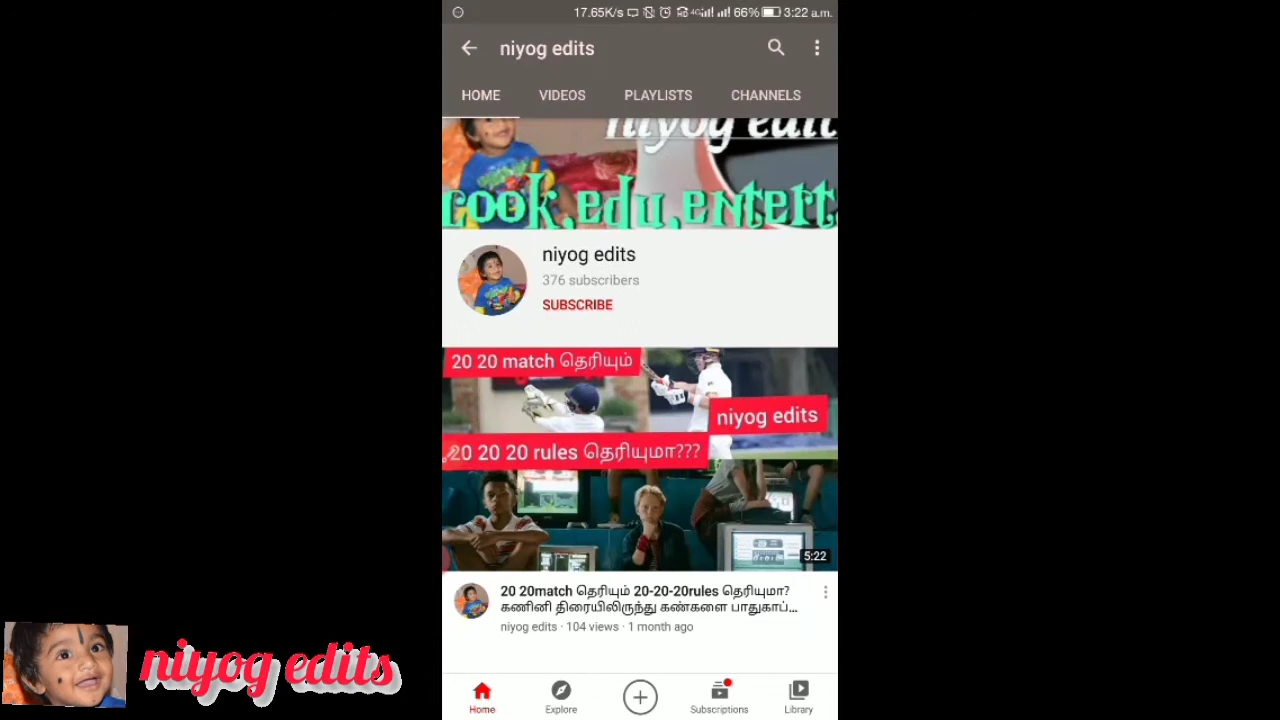 17.65K/s 4G 66% 3:22 a.m.
niyog edits
HOME VIDEOS PLAYLISTS CHANNELS
niyog edit
cook,edu,entert
niyog edits
376 subscribers
SUBSCRIBE
20 20 match தெரியும்
niyog edits
20 20 20 rules தெரியுமா???
5:22
20 20match தெரியும் 20-20-20rules தெரியுமா?
கணினி திரையிலிருந்து கண்களை பாதுகாப்...
niyog edits · 104 views · 1 month ago
niyog edits
Home Explore Subscriptions Library